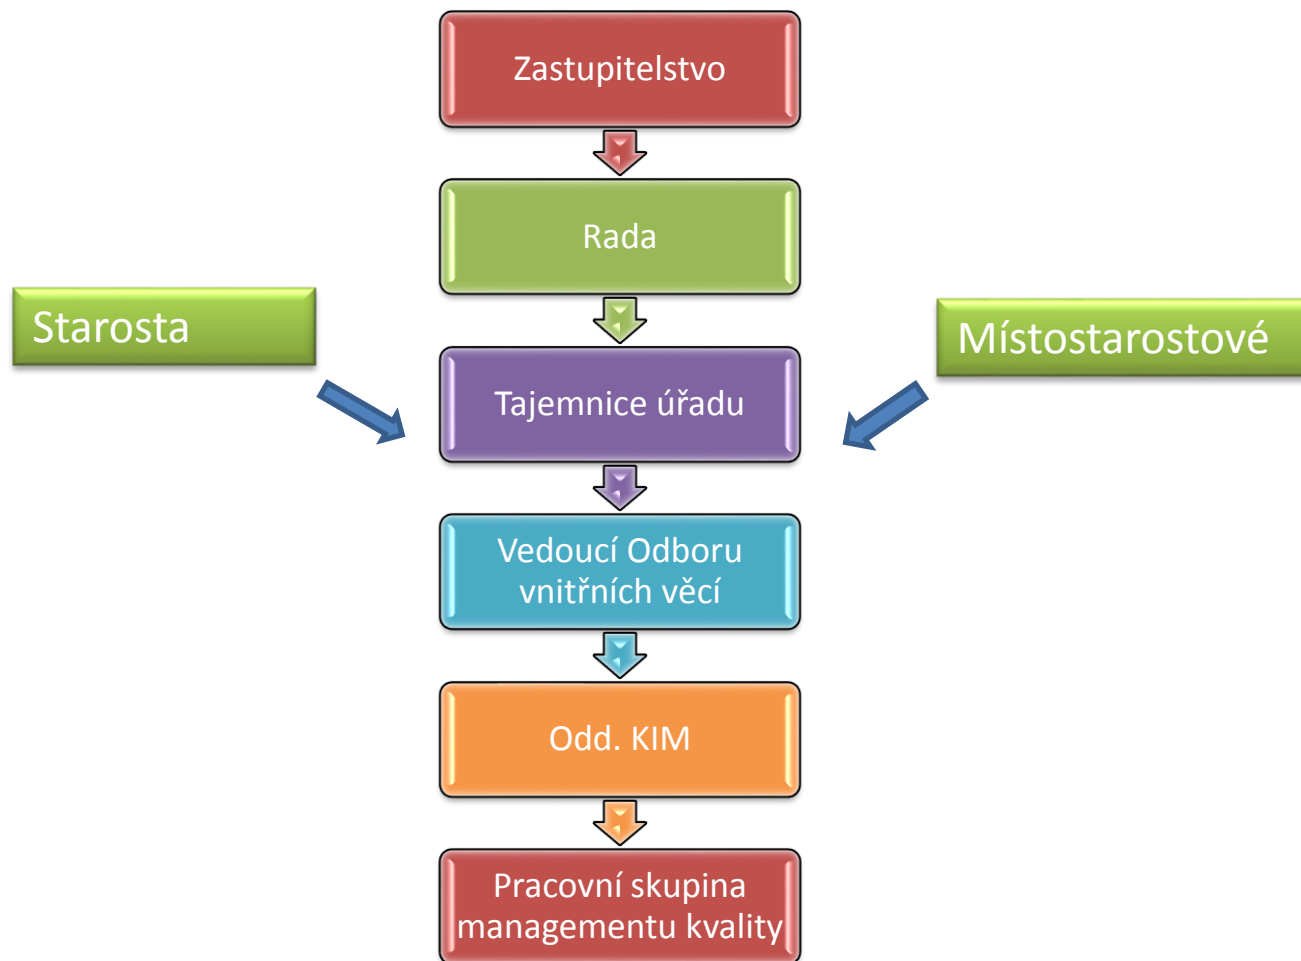 Zastupitelstvo
Rada
Starosta
Místostarostové
Tajemnice úřadu
Vedoucí Odboru
vnitřních věcí
Odd. KIM
Pracovní skupina
managementu kvality